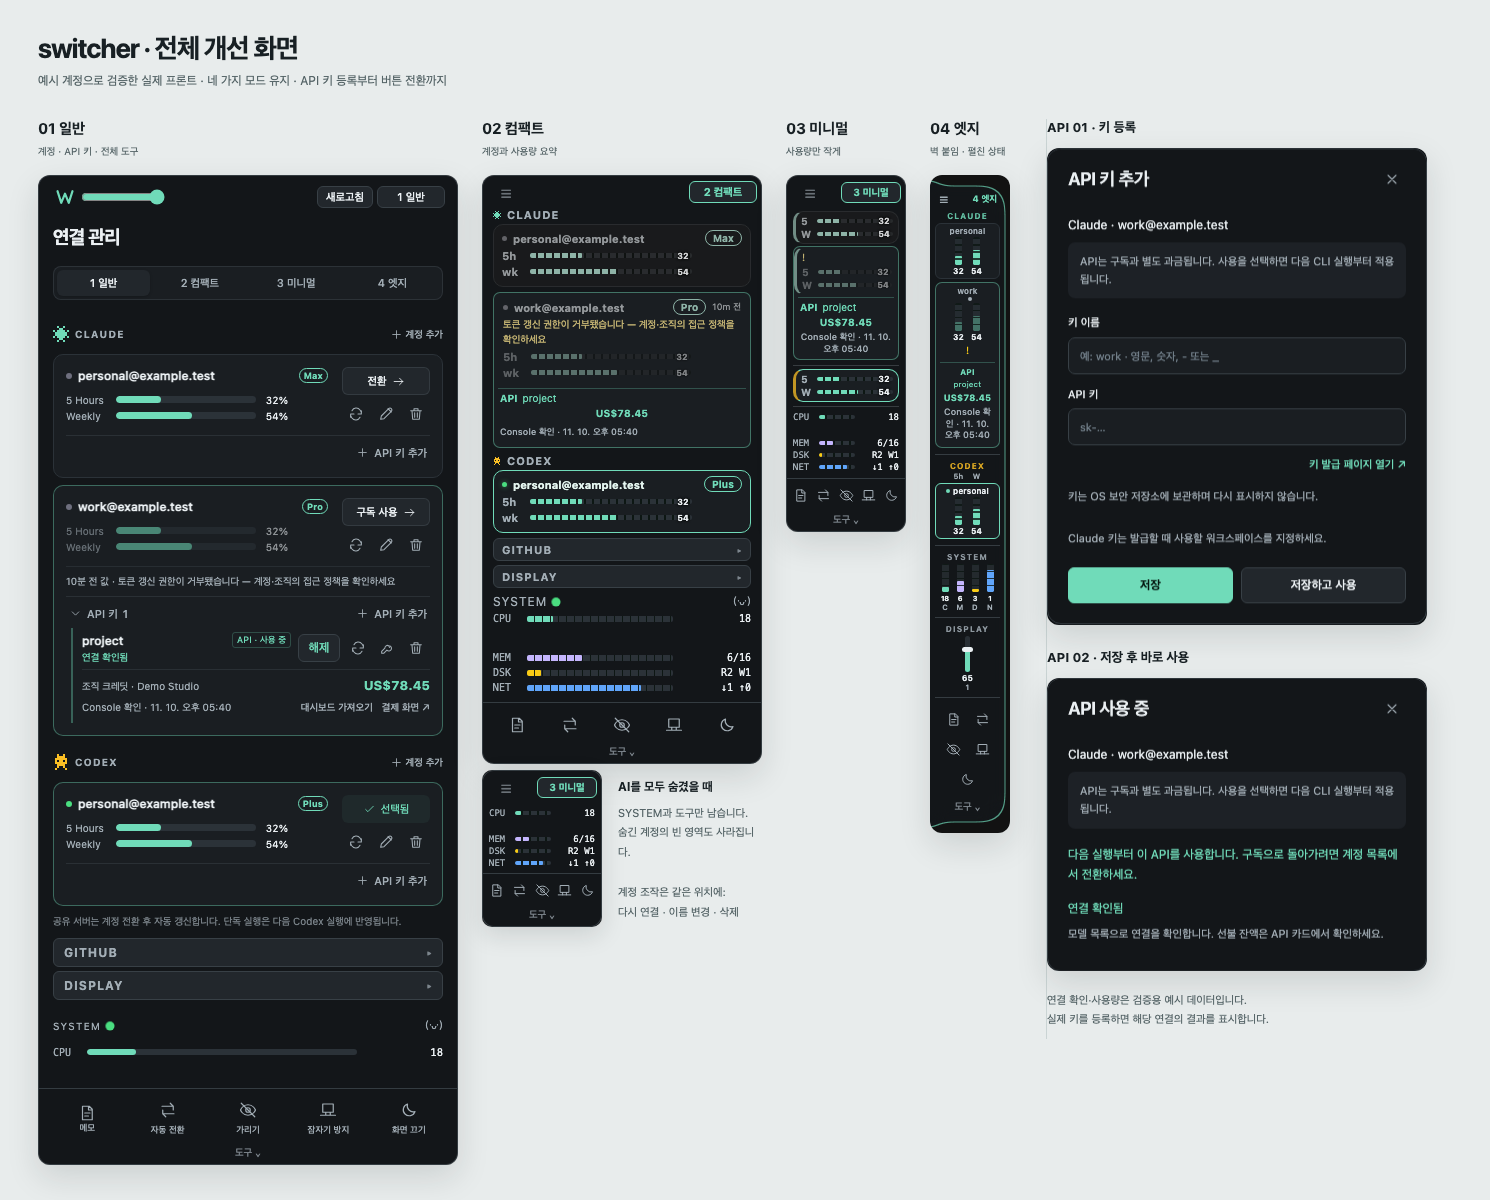 switcher · 전체 개선 화면
예시 계정으로 검증한 실제 프론트 · 네 가지 모드 유지 · API 키 등록부터 버튼 전환까지
01 일반
계정 · API 키 · 전체 도구
W
새로고침
1 일반
연결 관리
1 일반
2 컴팩트
3 미니멀
4 엣지
CLAUDE
+ 계정 추가
personal@example.test
Max
전환 →
5 Hours
32%
Weekly
54%
+ API 키 추가
work@example.test
Pro
구독 사용 →
5 Hours
32%
Weekly
54%
10분 전 값 · 토큰 갱신 권한이 거부됐습니다 — 계정·조직의 접근 정책을 확인하세요
API 키 1
+ API 키 추가
project
API · 사용 중
해제
연결 확인됨
조직 크레딧 · Demo Studio
US$78.45
Console 확인 · 11. 10. 오후 05:40
대시보드 가져오기
결제 화면 ↗
CODEX
+ 계정 추가
personal@example.test
Plus
✓ 선택됨
5 Hours
32%
Weekly
54%
+ API 키 추가
공유 서버는 계정 전환 후 자동 갱신합니다. 단독 실행은 다음 Codex 실행에 반영됩니다.
GITHUB
DISPLAY
SYSTEM
CPU
18
메모
자동 전환
가리기
잠자기 방지
화면 끄기
도구
02 컴팩트
계정과 사용량 요약
2 컴팩트
CLAUDE
personal@example.test
Max
5h
32
wk
54
work@example.test
Pro
10m 전
토큰 갱신 권한이 거부됐습니다 — 계정·조직의 접근 정책을
확인하세요
5h
32
wk
54
API project
US$78.45
Console 확인 · 11. 10. 오후 05:40
CODEX
personal@example.test
Plus
5h
32
wk
54
GITHUB
DISPLAY
SYSTEM
CPU
18
MEM
6/16
DSK
R2 W1
NET
↓1 ↑0
도구
3 미니멀
CPU
18
MEM
6/16
DSK
R2 W1
NET
↓1 ↑0
도구
AI를 모두 숨겼을 때
SYSTEM과 도구만 남습니다.
숨긴 계정의 빈 영역도 사라집니
다.
계정 조작은 같은 위치에:
다시 연결 · 이름 변경 · 삭제
03 미니멀
사용량만 작게
3 미니멀
5
32
W
54
!
5
32
W
54
API project
US$78.45
Console 확인 · 11. 10.
오후 05:40
5
32
W
54
CPU
18
MEM
6/16
DSK
R2 W1
NET
↓1 ↑0
도구
04 엣지
벽 붙임 · 펼친 상태
4 엣지
CLAUDE
personal
32 54
work
32 54
!
API
project
US$78.45
Console 확
인 · 11. 10.
오후 05:40
CODEX
5h W
personal
32 54
SYSTEM
18 6 3 1
C M D N
DISPLAY
65
1
도구
API 01 · 키 등록
API 키 추가
Claude · work@example.test
API는 구독과 별도 과금됩니다. 사용을 선택하면 다음 CLI 실행부터 적용
됩니다.
키 이름
예: work · 영문, 숫자, - 또는 _
API 키
sk-...
키 발급 페이지 열기 ↗
키는 OS 보안 저장소에 보관하며 다시 표시하지 않습니다.
Claude 키는 발급할 때 사용할 워크스페이스를 지정하세요.
저장
저장하고 사용
API 02 · 저장 후 바로 사용
API 사용 중
Claude · work@example.test
API는 구독과 별도 과금됩니다. 사용을 선택하면 다음 CLI 실행부터 적용
됩니다.
다음 실행부터 이 API를 사용합니다. 구독으로 돌아가려면 계정 목록에
서 전환하세요.
연결 확인됨
모델 목록으로 연결을 확인합니다. 선불 잔액은 API 카드에서 확인하세요.
연결 확인·사용량은 검증용 예시 데이터입니다.
실제 키를 등록하면 해당 연결의 결과를 표시합니다.